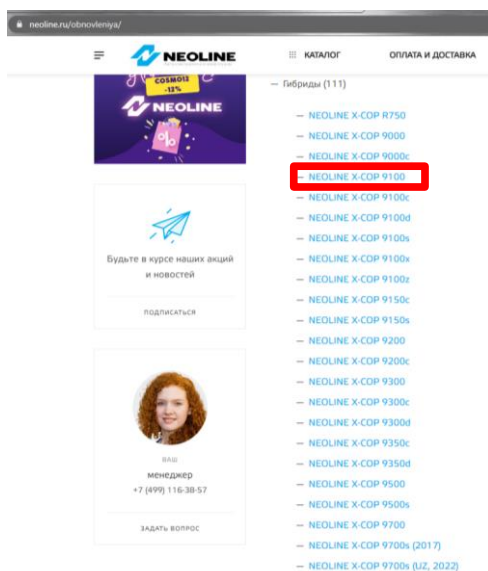 neoline.ru/obnovleniya/
NEOLINE
КАТАЛОГ
ОПЛАТА И ДОСТАВКА
COSMO11
-12%
NEOLINE
%
Будьте в курсе наших акций
и новостей
ПОДПИСАТЬСЯ
ВАШ
менеджер
+7 (499) 116-38-57
ЗАДАТЬ ВОПРОС
— Гибриды (111)
— NEOLINE X-COP R750
— NEOLINE X-COP 9000
— NEOLINE X-COP 9000c
— NEOLINE X-COP 9100
— NEOLINE X-COP 9100c
— NEOLINE X-COP 9100d
— NEOLINE X-COP 9100s
— NEOLINE X-COP 9100x
— NEOLINE X-COP 9100z
— NEOLINE X-COP 9150c
— NEOLINE X-COP 9150s
— NEOLINE X-COP 9200
— NEOLINE X-COP 9200c
— NEOLINE X-COP 9300
— NEOLINE X-COP 9300c
— NEOLINE X-COP 9300d
— NEOLINE X-COP 9350c
— NEOLINE X-COP 9350d
— NEOLINE X-COP 9500
— NEOLINE X-COP 9500s
— NEOLINE X-COP 9700
— NEOLINE X-COP 9700s (2017)
— NEOLINE X-COP 9700s (UZ, 2022)